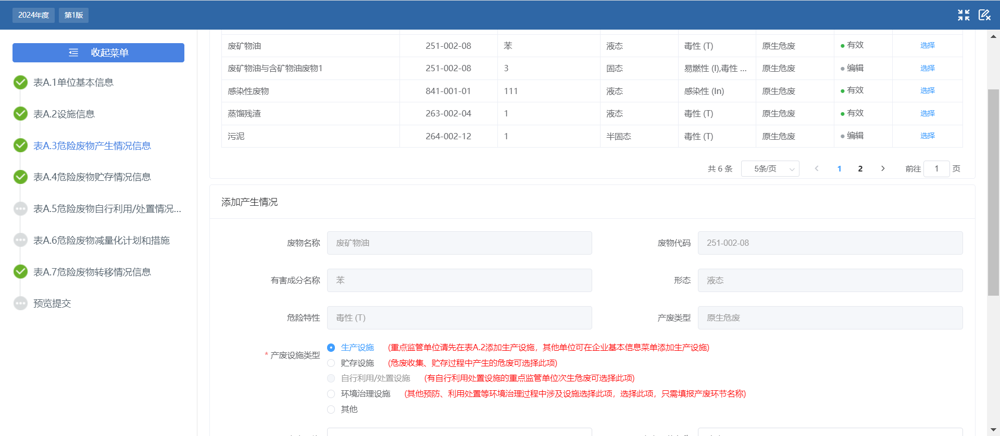 2024年度 第1版
收起菜单
表A.1单位基本信息
表A.2设施信息
表A.3危险废物产生情况信息
表A.4危险废物贮存情况信息
表A.5危险废物自行利用/处置情况...
表A.6危险废物减量化计划和措施
表A.7危险废物转移情况信息
预览提交
废矿物油 251-002-08 苯 液态 毒性 (T) 原生危废 有效 选择
废矿物油与含矿物油废物1 251-002-08 3 固态 易燃性 (I),毒性 ... 原生危废 编辑 选择
感染性废物 841-001-01 111 液态 感染性 (In) 原生危废 有效 选择
蒸馏残渣 263-002-04 1 液态 毒性 (T) 原生危废 有效 选择
污泥 264-002-12 1 半固态 毒性 (T) 原生危废 编辑 选择
共 6 条 5条/页 1 2 前往 1 页
添加产生情况
废物名称 废矿物油 废物代码 251-002-08
有害成分名称 苯 形态 液态
危险特性 毒性 (T) 产废类型 原生危废
* 产废设施类型
生产设施 (重点监管单位请先在表A.2添加生产设施，其他单位可在企业基本信息菜单添加生产设施)
贮存设施 (危废收集、贮存过程中产生的危废可选择此项)
自行利用/处置设施 (有自行利用处置设施的重点监管单位次生危废可选择此项)
环境治理设施 (其他预防、利用处置等环境治理过程中涉及设施选择此项，选择此项，只需填报产废环节名称)
其他